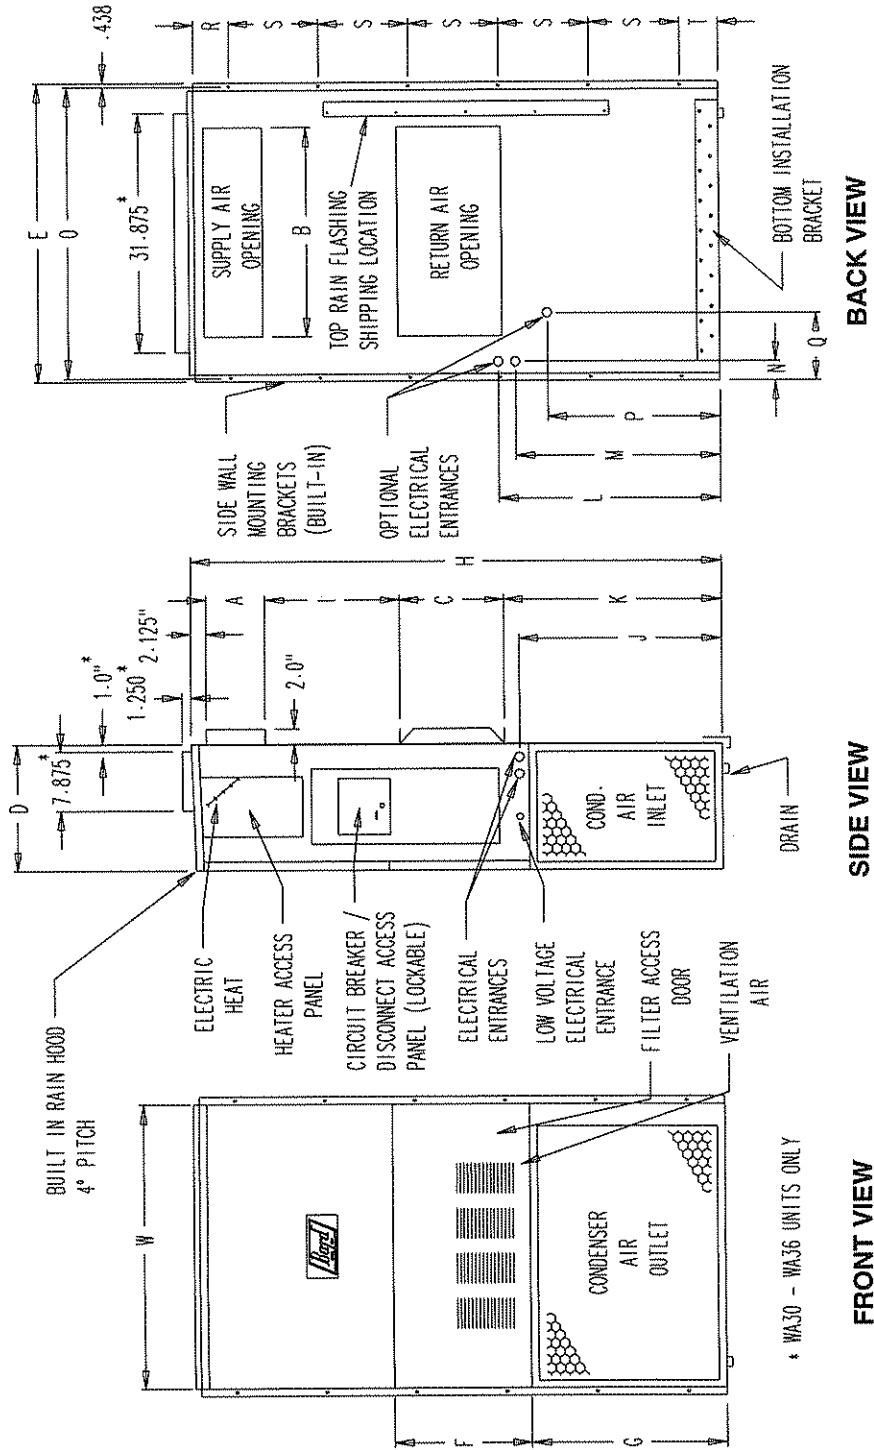 W
BUILT IN RAIN HOOD
4° PITCH
Bard
F
G
CONDENSER
AIR
OUTLET
FILTER ACCESS
DOOR
VENTILATION
AIR
* WA30 - WA36 UNITS ONLY
FRONT VIEW
D
7.875*
1.0"*
1.250*
2.125"
2.0"
ELECTRIC
HEAT
HEATER ACCESS
PANEL
CIRCUIT BREAKER /
DISCONNECT ACCESS
PANEL (LOCKABLE)
ELECTRICAL
ENTRANCES
LOW VOLTAGE
ELECTRICAL
ENTRANCE
COND.
AIR
INLET
DRAIN
A
I
C
K
J
H
SIDE VIEW
E
O
31.875*
.438
SUPPLY AIR
OPENING
B
TOP RAIN FLASHING
SHIPPING LOCATION
RETURN AIR
OPENING
SIDE WALL
MOUNTING
BRACKETS
(BUILT-IN)
OPTIONAL
ELECTRICAL
ENTRANCES
R
S
S
S
S
S
T
L
M
P
N
Q
BOTTOM INSTALLATION
BRACKET
BACK VIEW